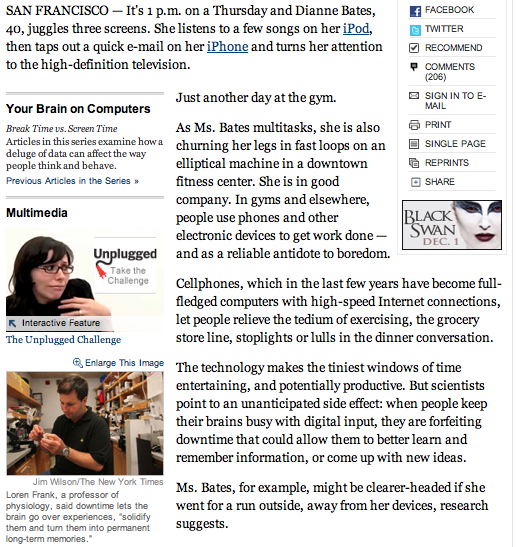 SAN FRANCISCO — It's 1 p.m. on a Thursday and Dianne Bates,
40, juggles three screens. She listens to a few songs on her iPod,
then taps out a quick e-mail on her iPhone and turns her attention
to the high-definition television.
Just another day at the gym.
As Ms. Bates multitasks, she is also
churning her legs in fast loops on an
elliptical machine in a downtown
fitness center. She is in good
company. In gyms and elsewhere,
people use phones and other
electronic devices to get work done —
and as a reliable antidote to boredom.
Cellphones, which in the last few years have become full-
fledged computers with high-speed Internet connections,
let people relieve the tedium of exercising, the grocery
store line, stoplights or lulls in the dinner conversation.
The technology makes the tiniest windows of time
entertaining, and potentially productive. But scientists
point to an unanticipated side effect: when people keep
their brains busy with digital input, they are forfeiting
downtime that could allow them to better learn and
remember information, or come up with new ideas.
Ms. Bates, for example, might be clearer-headed if she
went for a run outside, away from her devices, research
suggests.
Your Brain on Computers
Break Time vs. Screen Time
Articles in this series examine how a
deluge of data can affect the way
people think and behave.
Previous Articles in the Series »
Multimedia
Unplugged
Take the
Challenge
Interactive Feature
The Unplugged Challenge
Enlarge This Image
Jim Wilson/The New York Times
Loren Frank, a professor of
physiology, said downtime lets the
brain go over experiences, "solidify
them and turn them into permanent
long-term memories."
FACEBOOK
TWITTER
RECOMMEND
COMMENTS
(206)
SIGN IN TO E-
MAIL
PRINT
SINGLE PAGE
REPRINTS
SHARE
BLACK
SWAN
DEC. 1